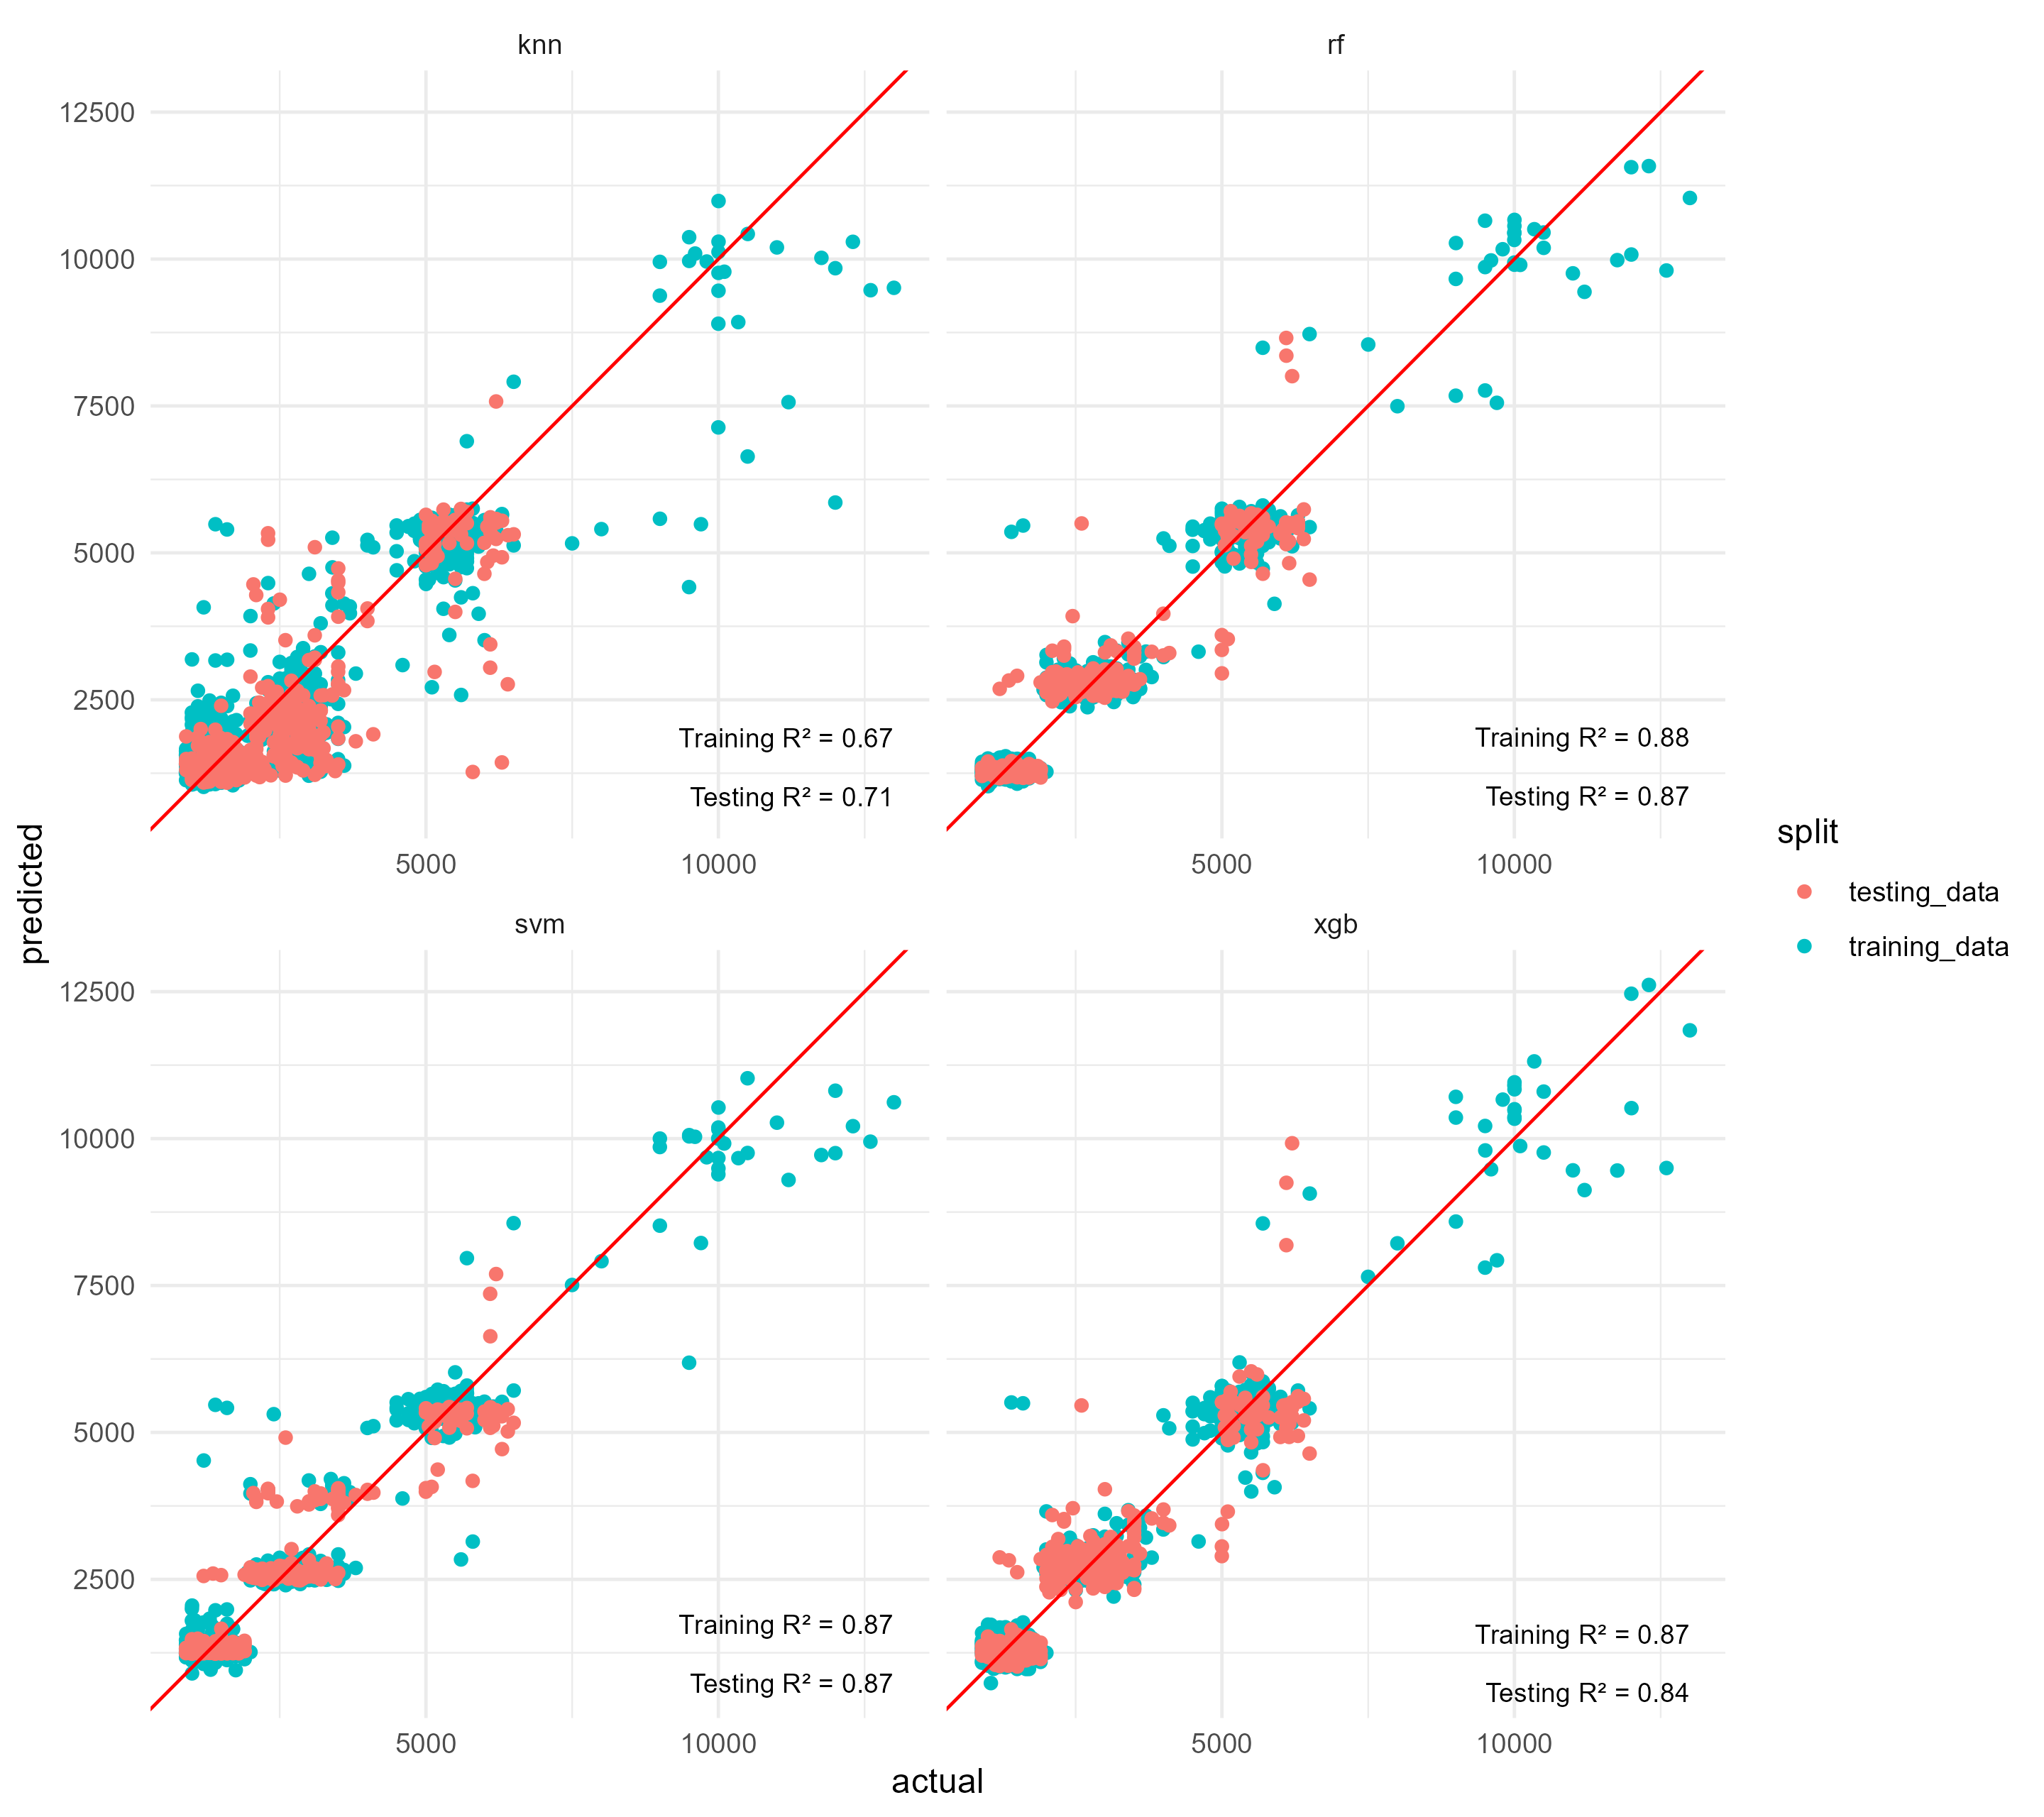 knn
rf
12500
10000
7500
5000
2500
Training R² = 0.67
Testing R² = 0.71
Training R² = 0.88
Testing R² = 0.87
5000
10000
5000
10000
svm
xgb
12500
10000
7500
5000
2500
Training R² = 0.87
Testing R² = 0.87
Training R² = 0.87
Testing R² = 0.84
5000
10000
5000
10000
actual
predicted
split
testing_data
training_data